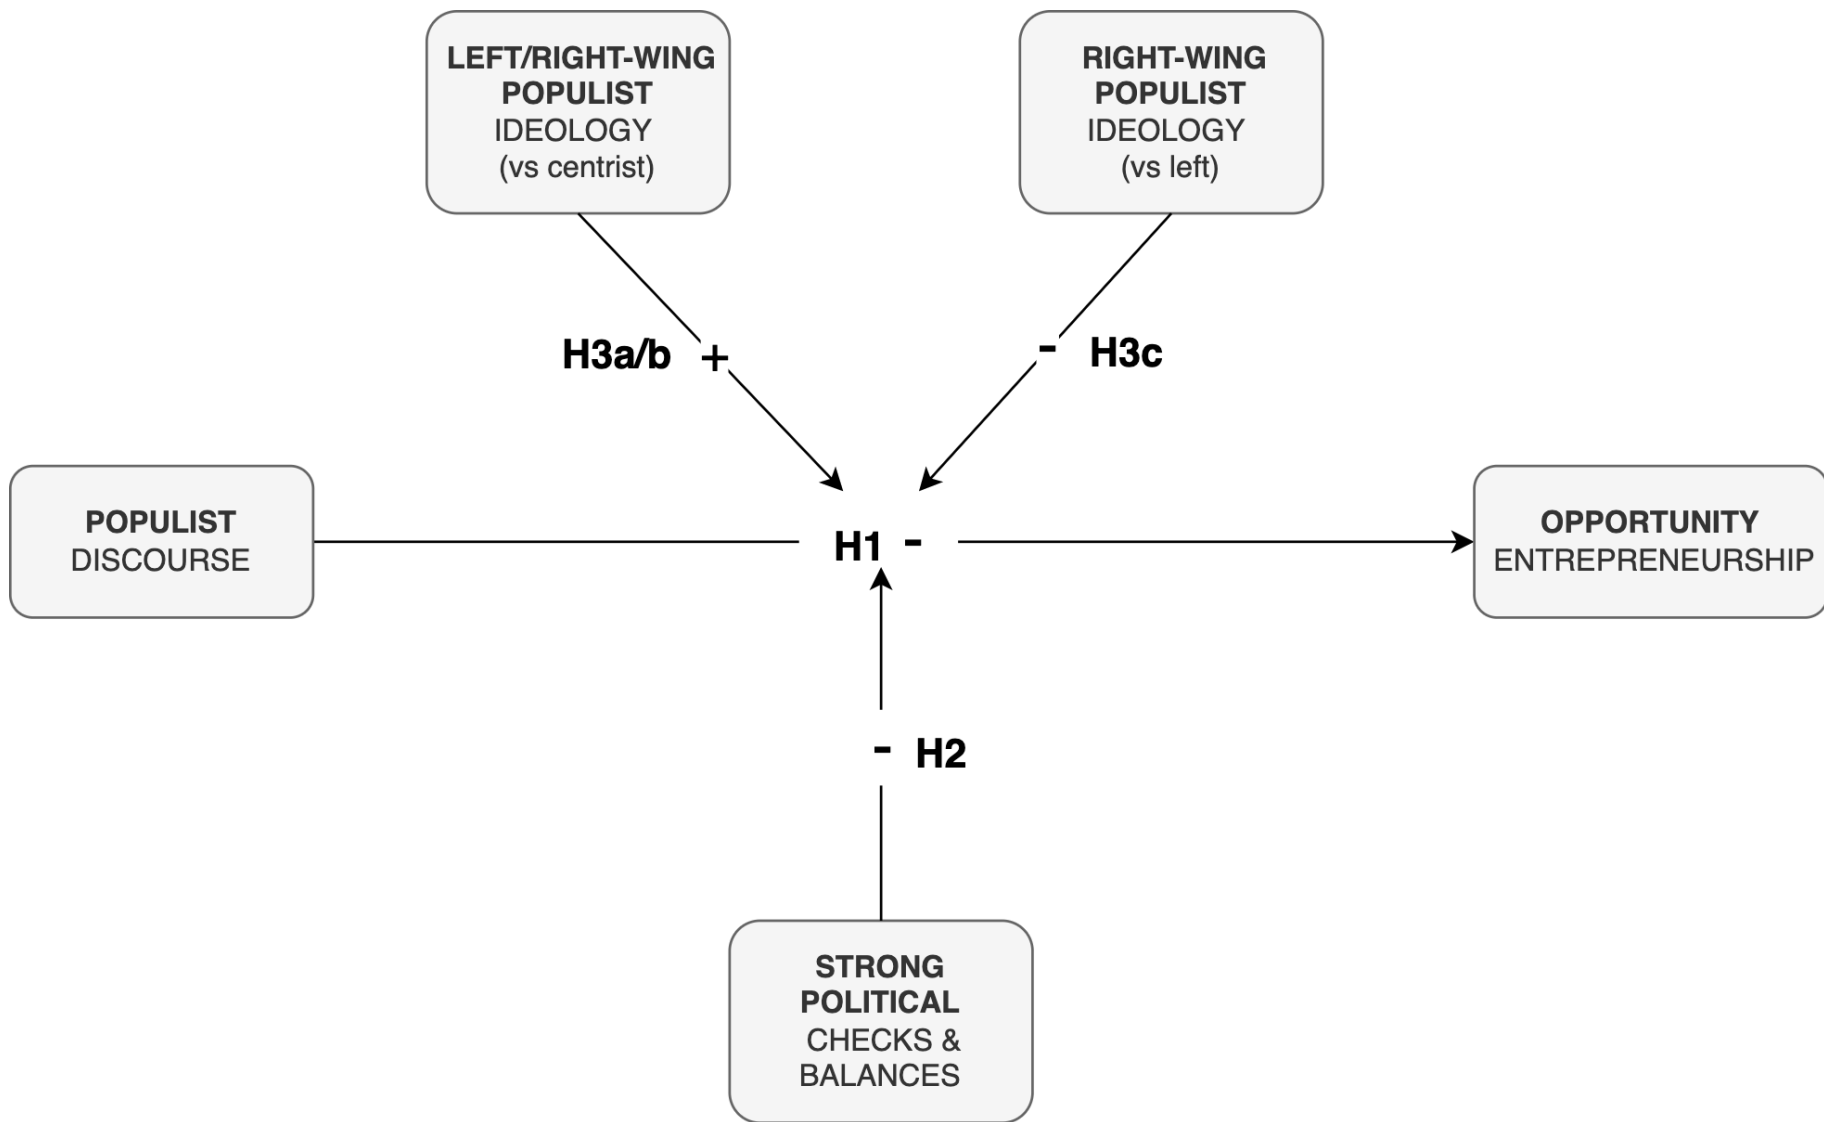 LEFT/RIGHT-WING
POPULIST
IDEOLOGY
(vs centrist)
RIGHT-WING
POPULIST
IDEOLOGY
(vs left)
H3a/b +
- H3c
POPULIST
DISCOURSE
H1 -
OPPORTUNITY
ENTREPRENEURSHIP
- H2
STRONG
POLITICAL
CHECKS &
BALANCES